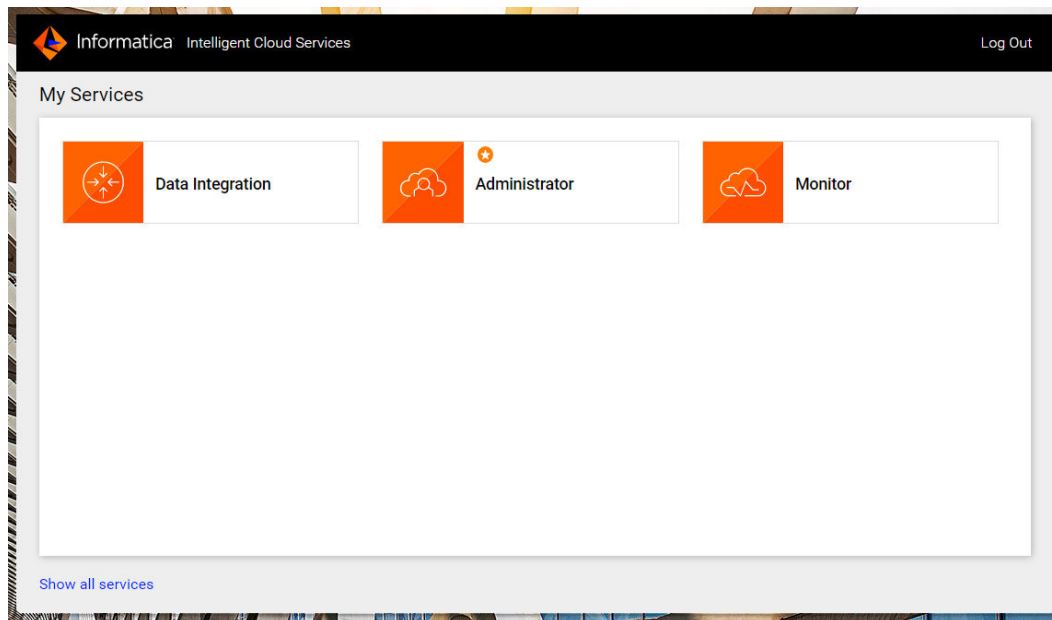 Informatica Intelligent Cloud Services
Log Out
My Services
Data Integration
Administrator
Monitor
Show all services